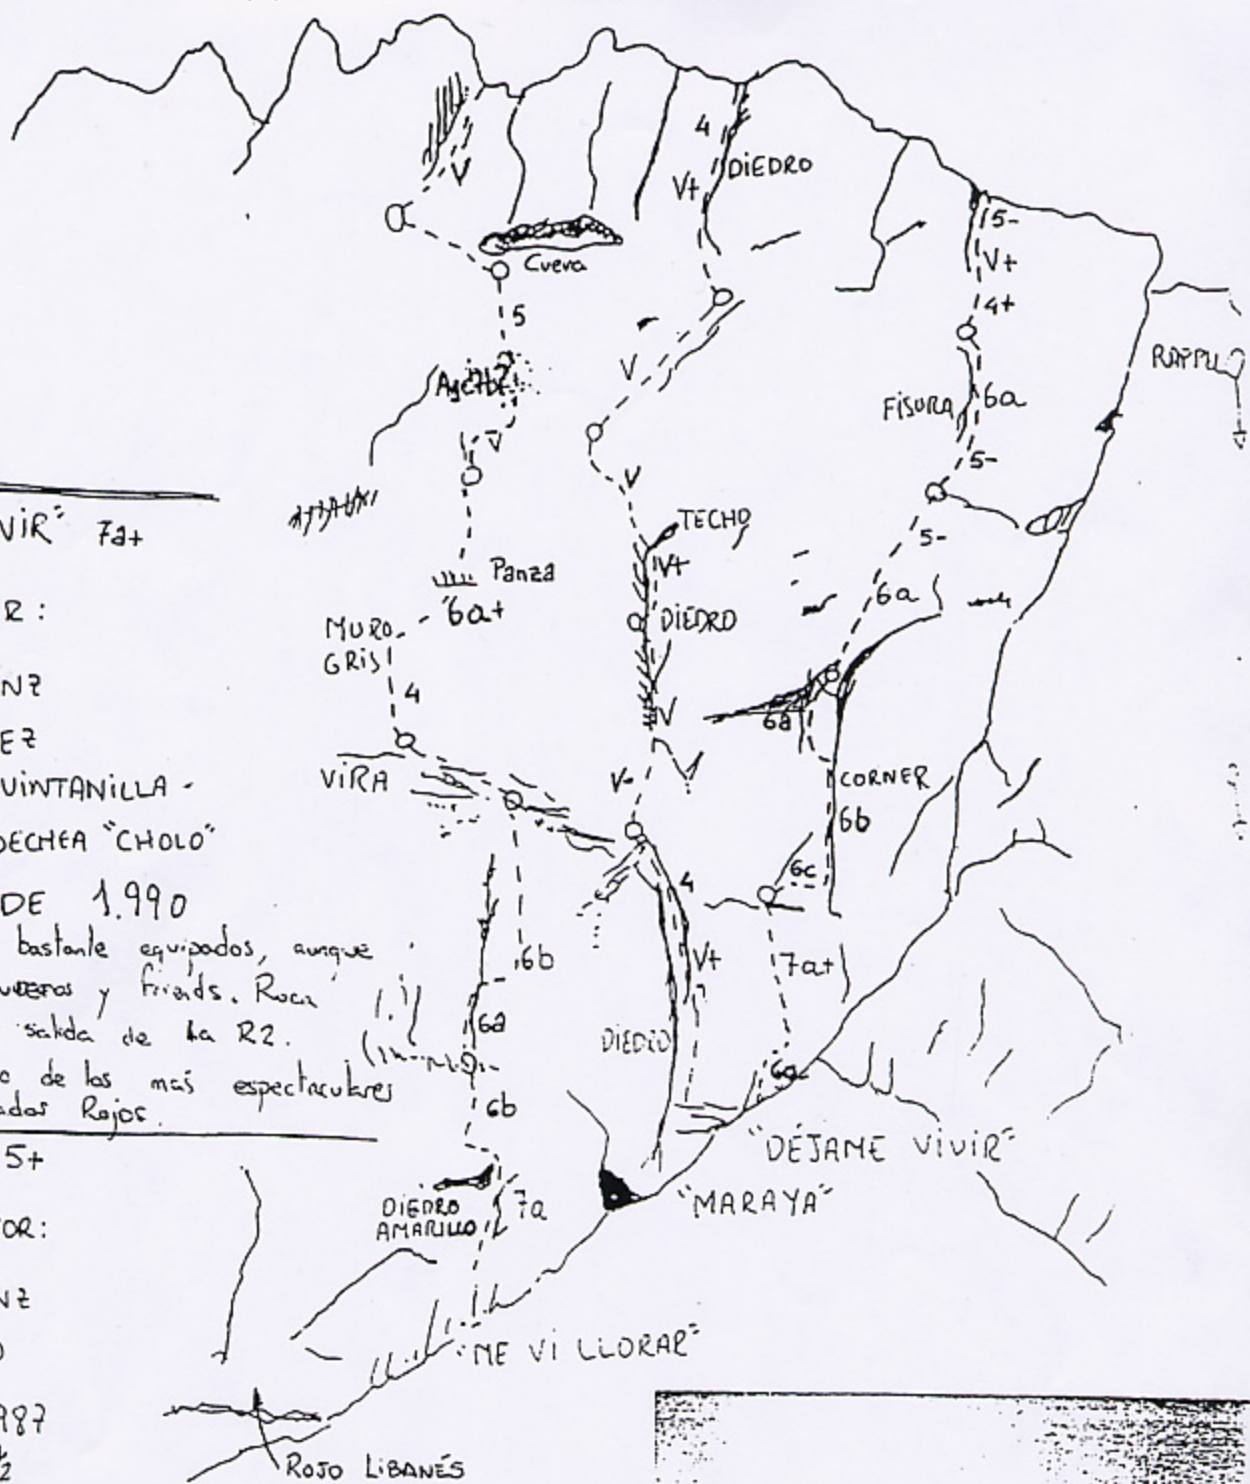 4
DIEDRO
V
V+
5-
V+
Cueva
4+
5
RAPPEL
V
6a
FISURA
V
5-
V
TECHO
5-
VIR" 7a+
Panza
V+
6a
6a+
R:
MURO
GRIS
DIEDRO
NZ
4
V
6a
EZ
VIRA
V-
CORNER
UINTANILLA -
6b
DECHEA "CHOLO"
6c
4
DE 1.990
bastante equipados, aunque
6b
V+
7a+
y friends. Roca
6a
salida de la R2.
DIEDRO
o de los más espectaculares
6a
ados Rojos.
6b
"DÉJAME VIVIR"
5+
DIEDRO
AMARILLO
7a
"MARAYA"
OR:
NZ
"ME VI LLORAR"
O
987
ROJO LIBANÉS